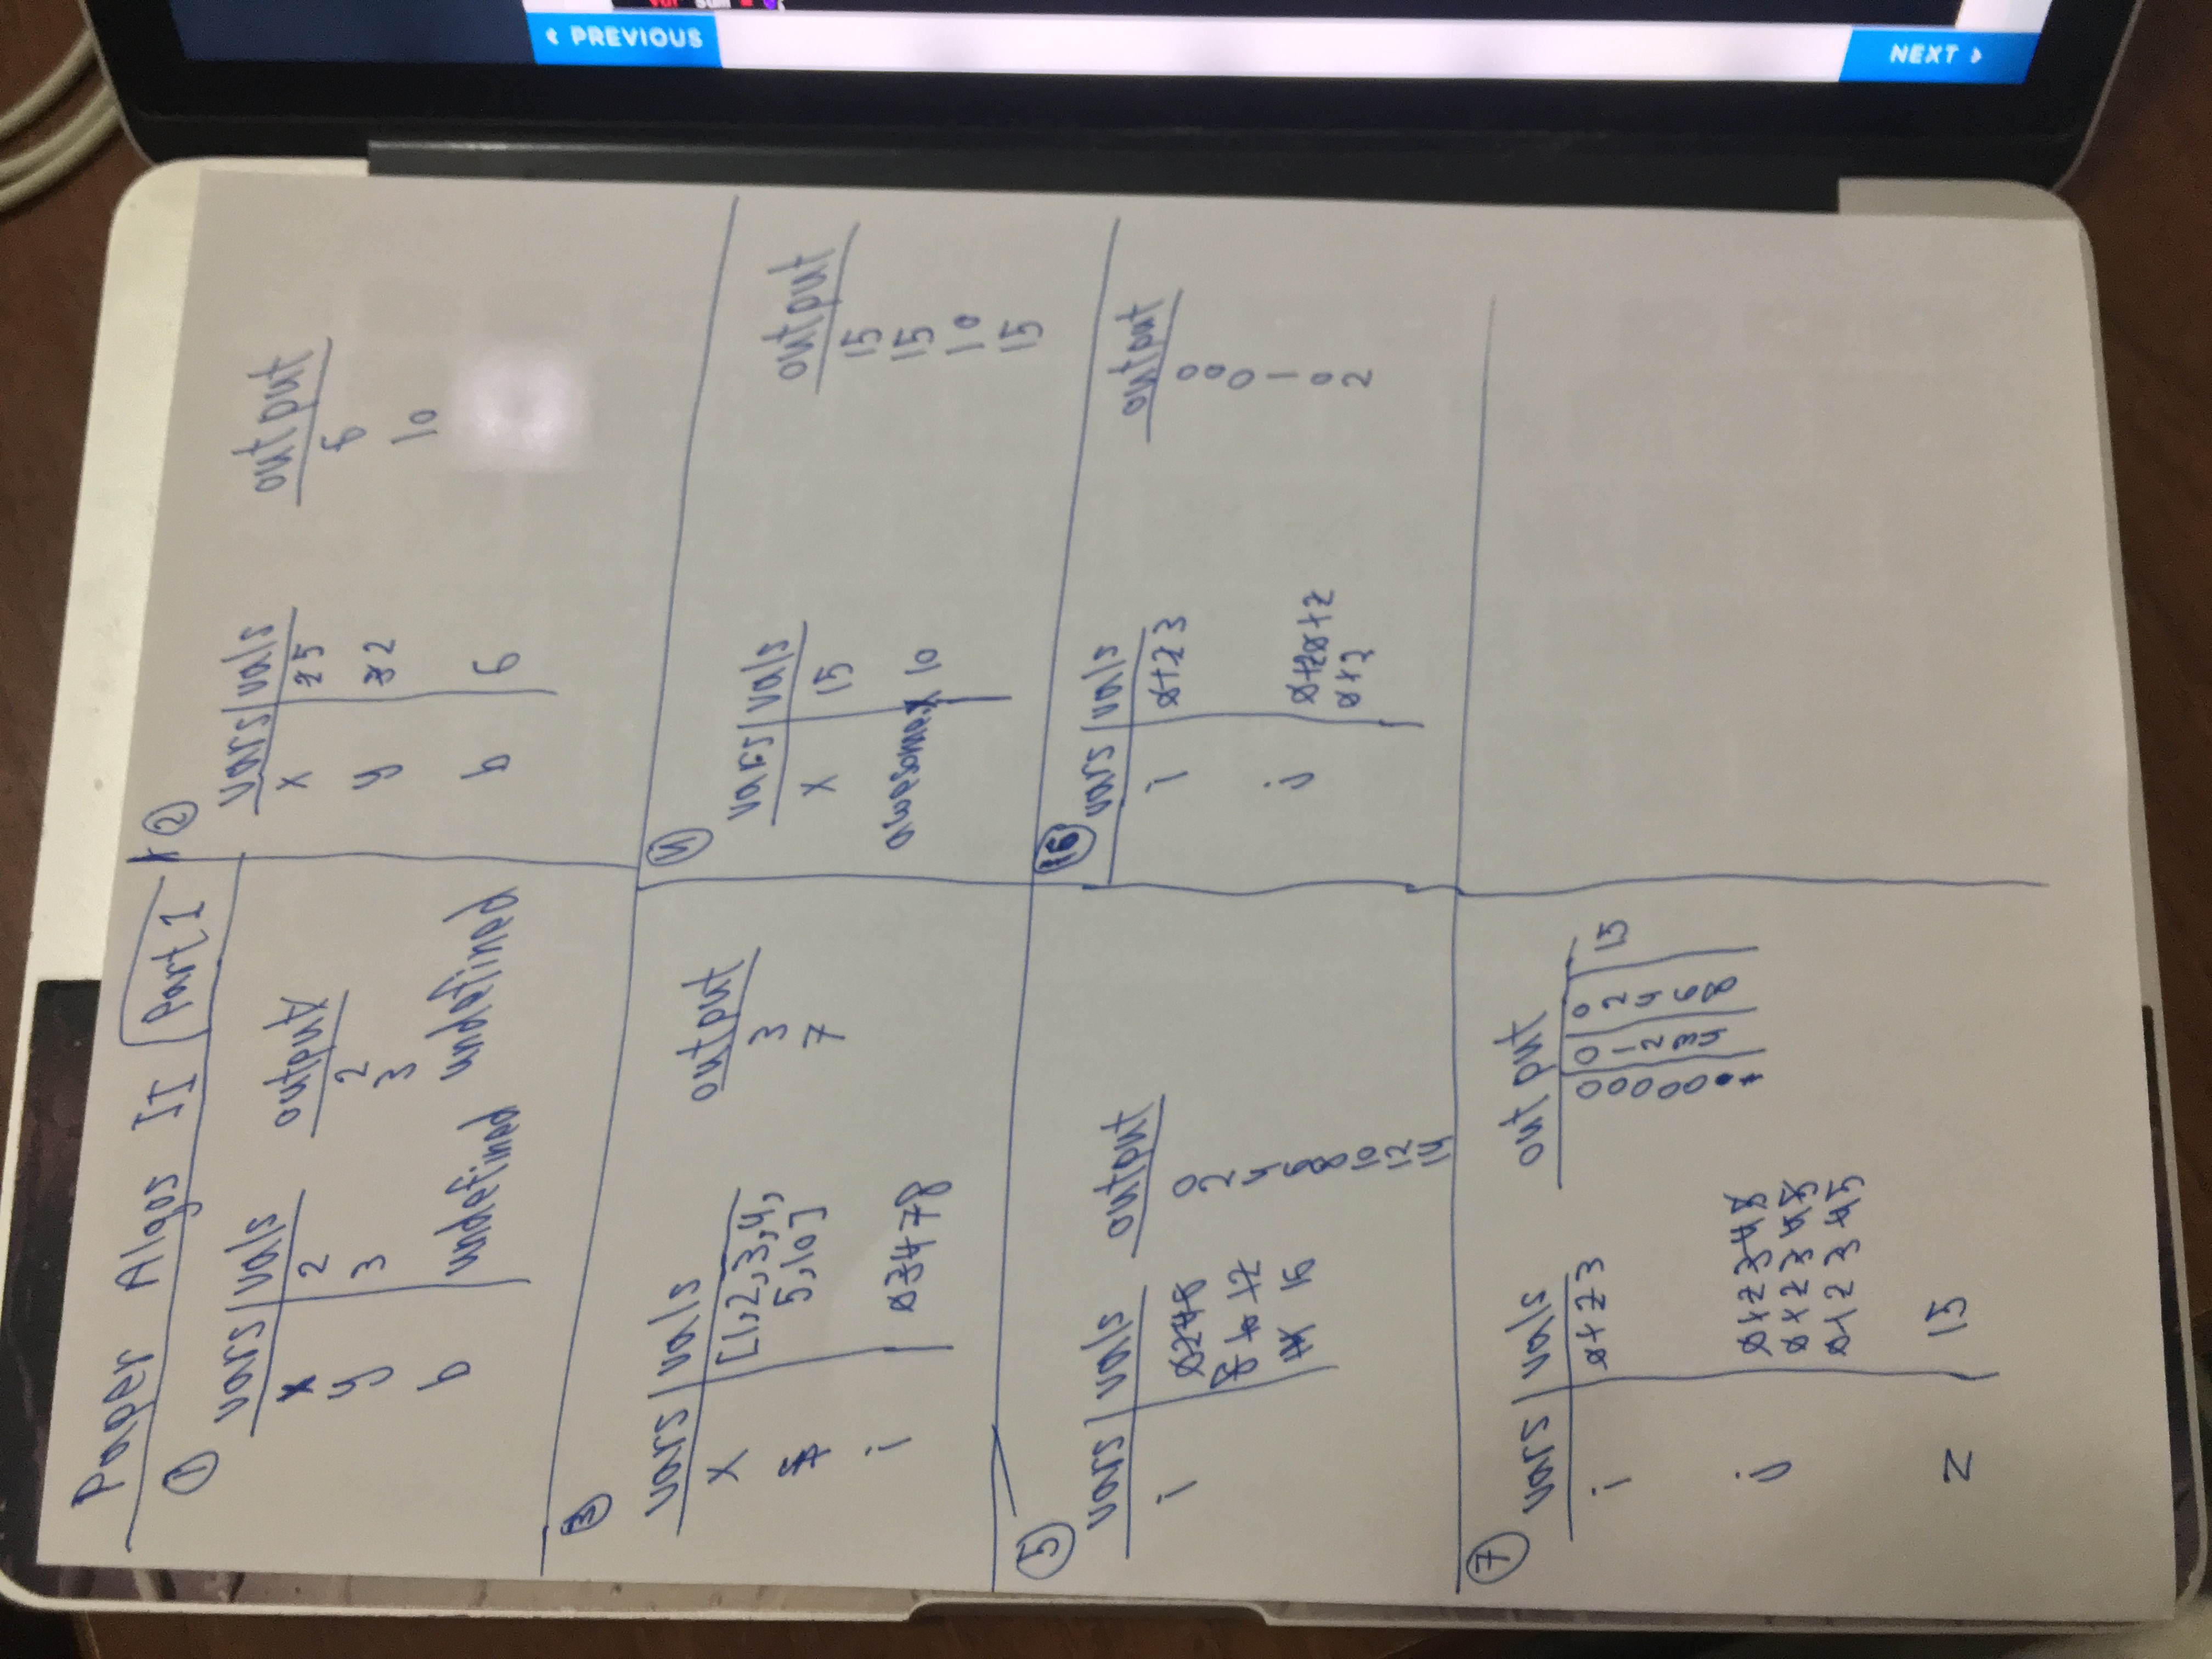 Paper Algos II Part 1
①
vars vals
output
x 2
2
y 3
3
b undefined
undefined
②
vars vals
output
x 2 5
6
y 3 2
10
b 6
③
vars vals
output
x [1,2,3,4,
3
5,10]
7
i 0 3 4 7 8
④
vars vals
output
x 15
15
15
awesome.x 10
10
15
⑤
vars vals
output
i 0 2 4 6
8 10 12
14 16
0
2
4
6
8
10
12
14
⑥
vars vals
output
i 0 1 2 3
0
0
0
j 0 1 2 0 1 2
1
0 1 2
0
2
⑦
vars vals
output
i 0 1 2 3
0 0 0 15
0 1 2
0 2 4
0 3 6
0 4 8
j 0 1 2 3 4 5
0 1 2 3 4 5
0 1 2 3 4 5
z 15
‹ PREVIOUS
NEXT ›